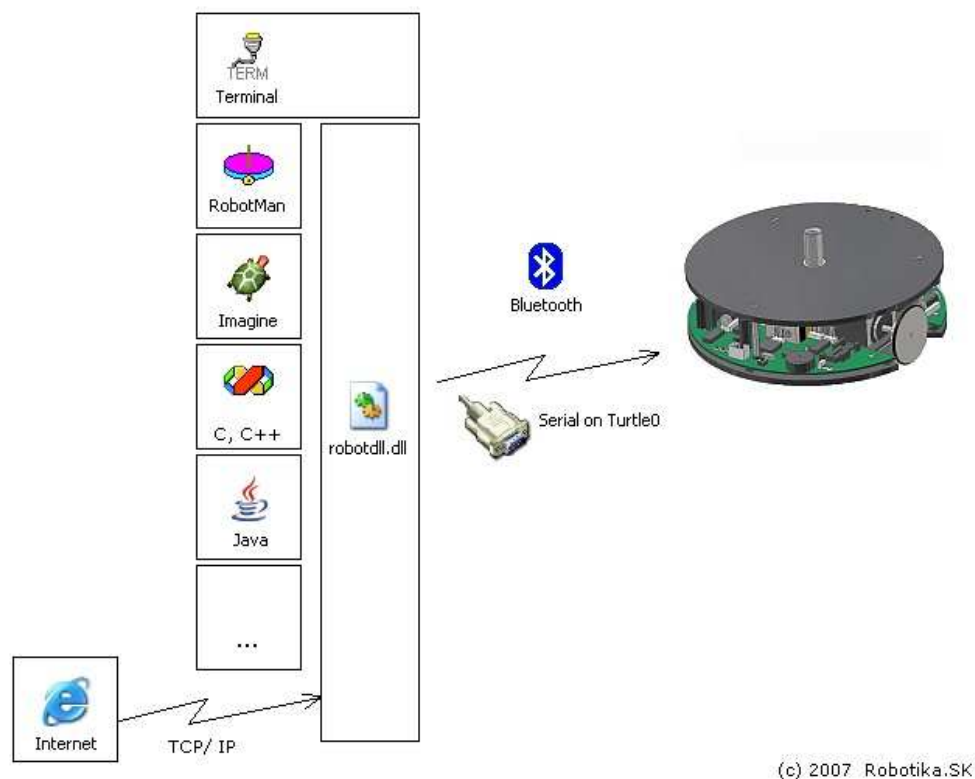 TERM
Terminal
RobotMan
Imagine
C, C++
Java
...
robotdll.dll
Bluetooth
Serial on Turtle0
Internet
TCP/ IP
(c) 2007 Robotika.SK